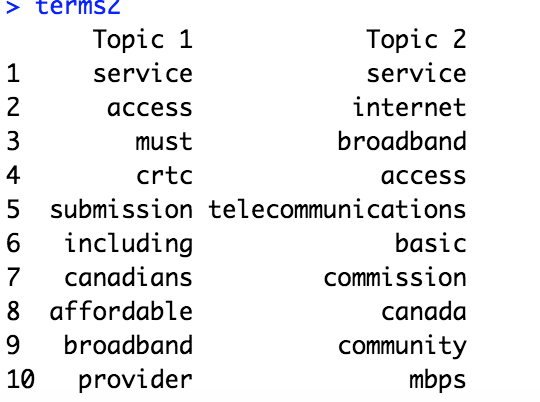 > terms2
Topic 1 Topic 2
1 service service
2 access internet
3 must broadband
4 crtc access
5 submission telecommunications
6 including basic
7 canadians commission
8 affordable canada
9 broadband community
10 provider mbps